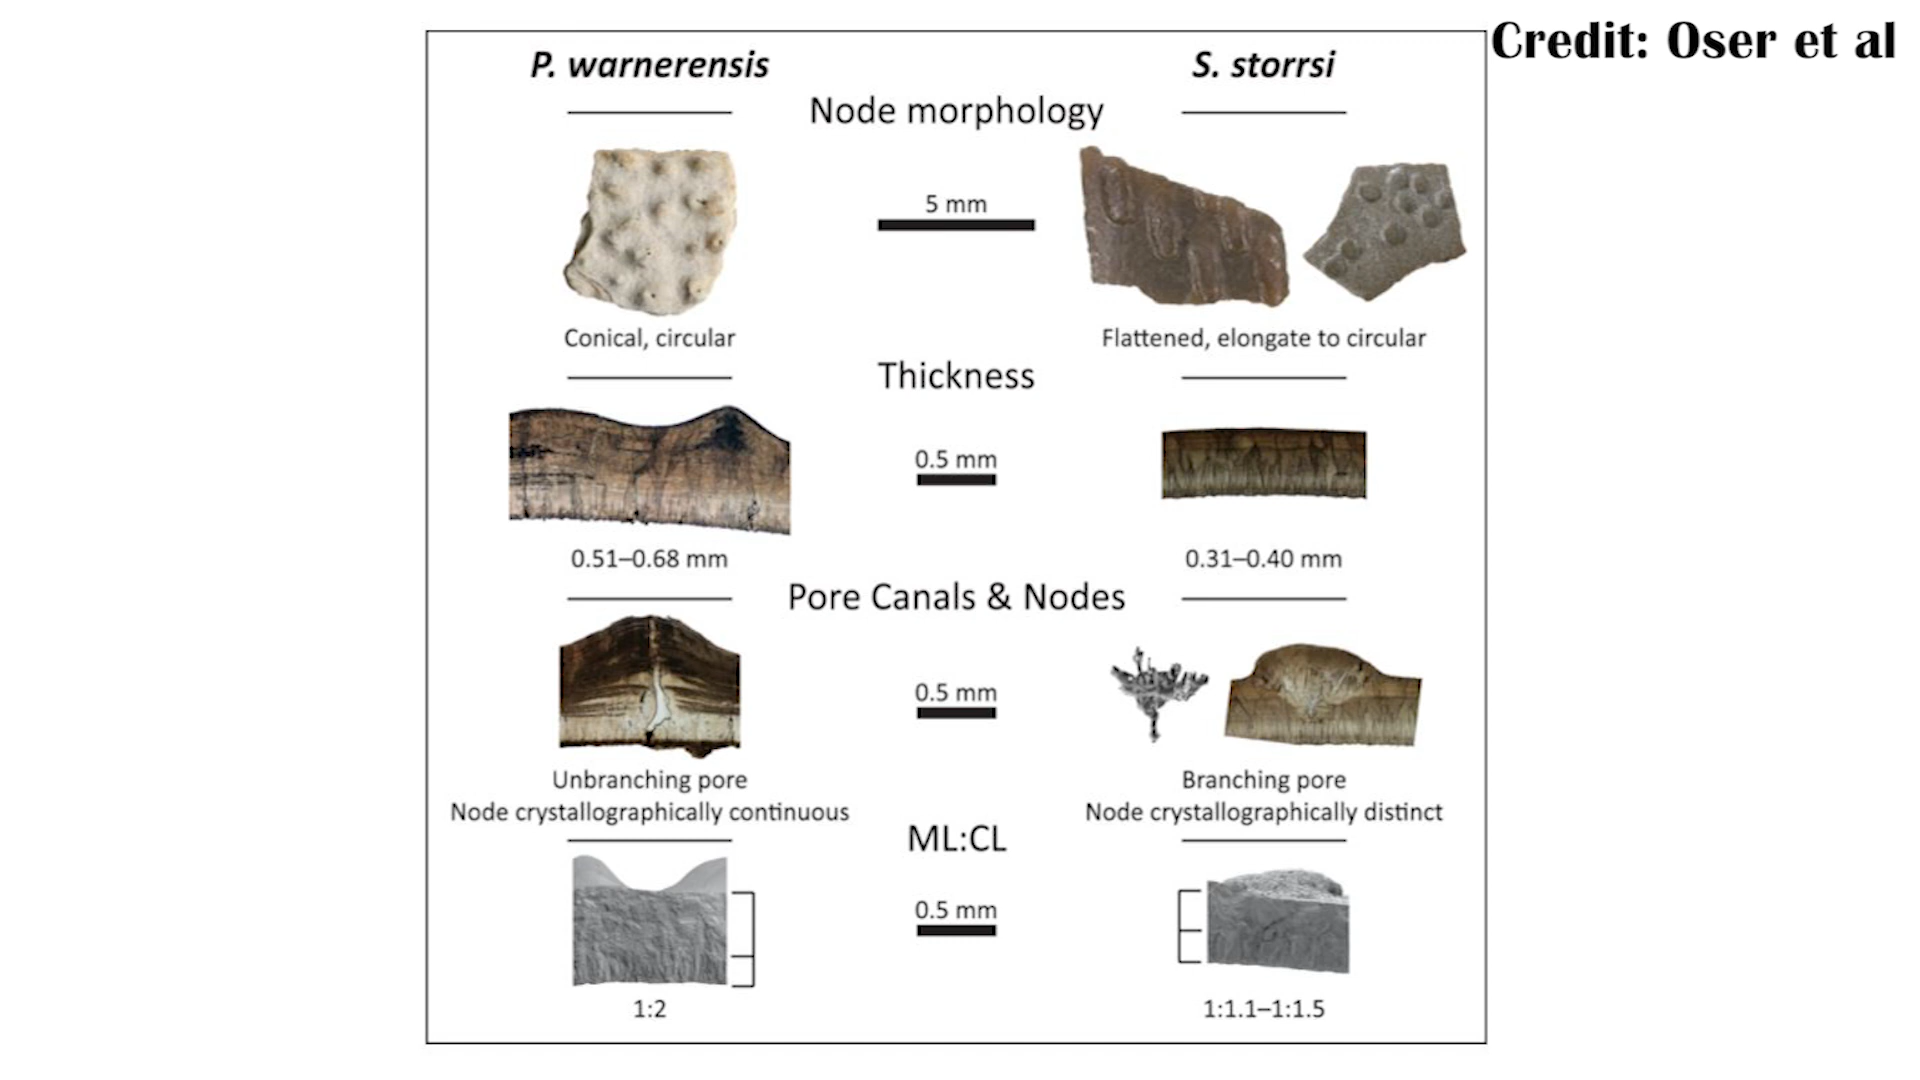 Credit: Oser et al
P. warnerensis
S. storrsi
Node morphology
5 mm
Conical, circular
Flattened, elongate to circular
Thickness
0.5 mm
0.51–0.68 mm
0.31–0.40 mm
Pore Canals & Nodes
0.5 mm
Unbranching pore
Node crystallographically continuous
Branching pore
Node crystallographically distinct
ML:CL
0.5 mm
1:2
1:1.1–1:1.5